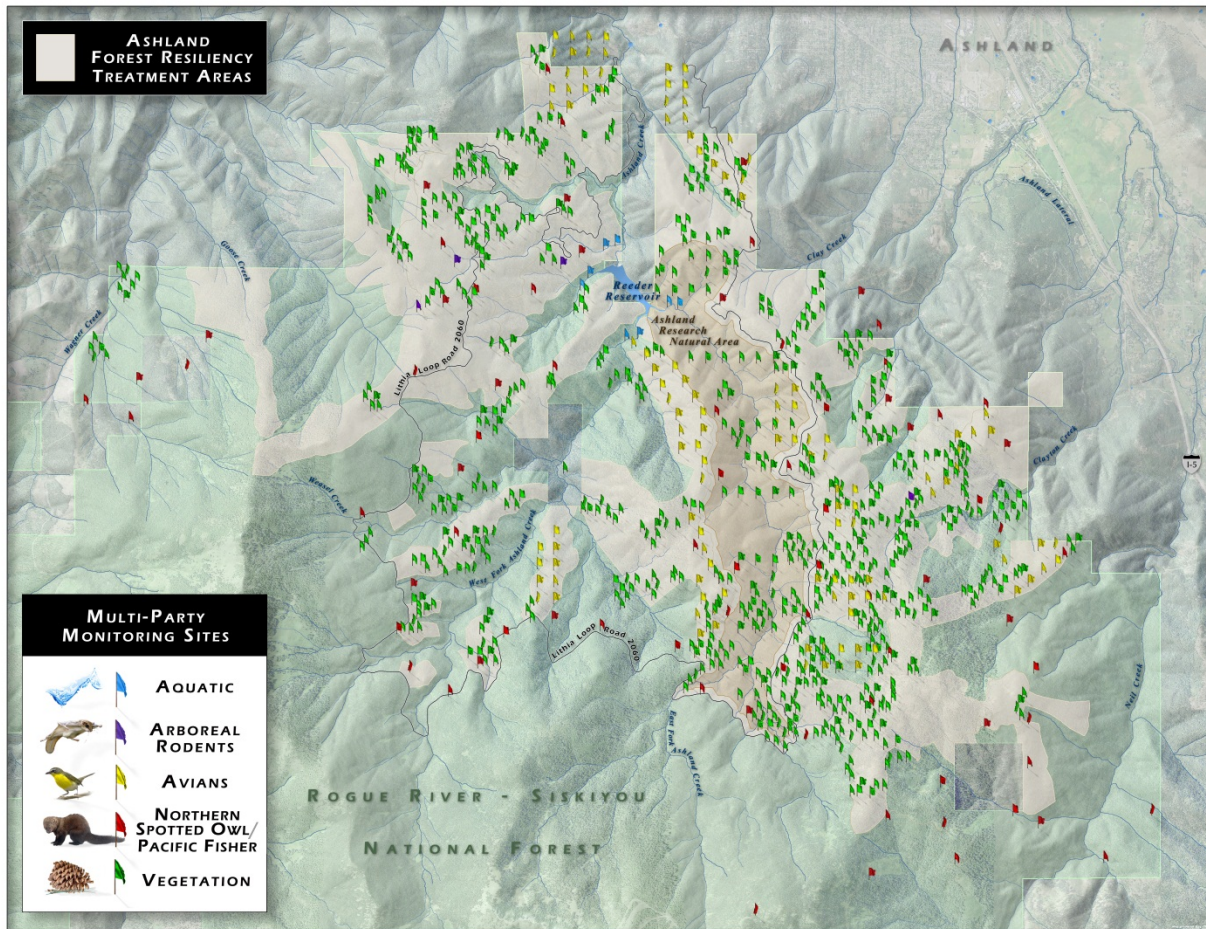 ASHLAND
FOREST RESILIENCY
TREATMENT AREAS
ASHLAND
Ashland Creek
Ashland Lateral
Clay Creek
Goose Creek
Reeder
Reservoir
Wagner Creek
Ashland
Research
Natural Area
Lithia Loop Road 2060
Clayton Creek
I-5
Weasel Creek
West Fork Ashland Creek
Lithia Loop Road 2060
Neil Creek
East Fork Ashland Creek
ROGUE RIVER - SISKIYOU
NATIONAL FOREST
MULTI-PARTY
MONITORING SITES
AQUATIC
ARBOREAL
RODENTS
AVIANS
NORTHERN
SPOTTED OWL/
PACIFIC FISHER
VEGETATION